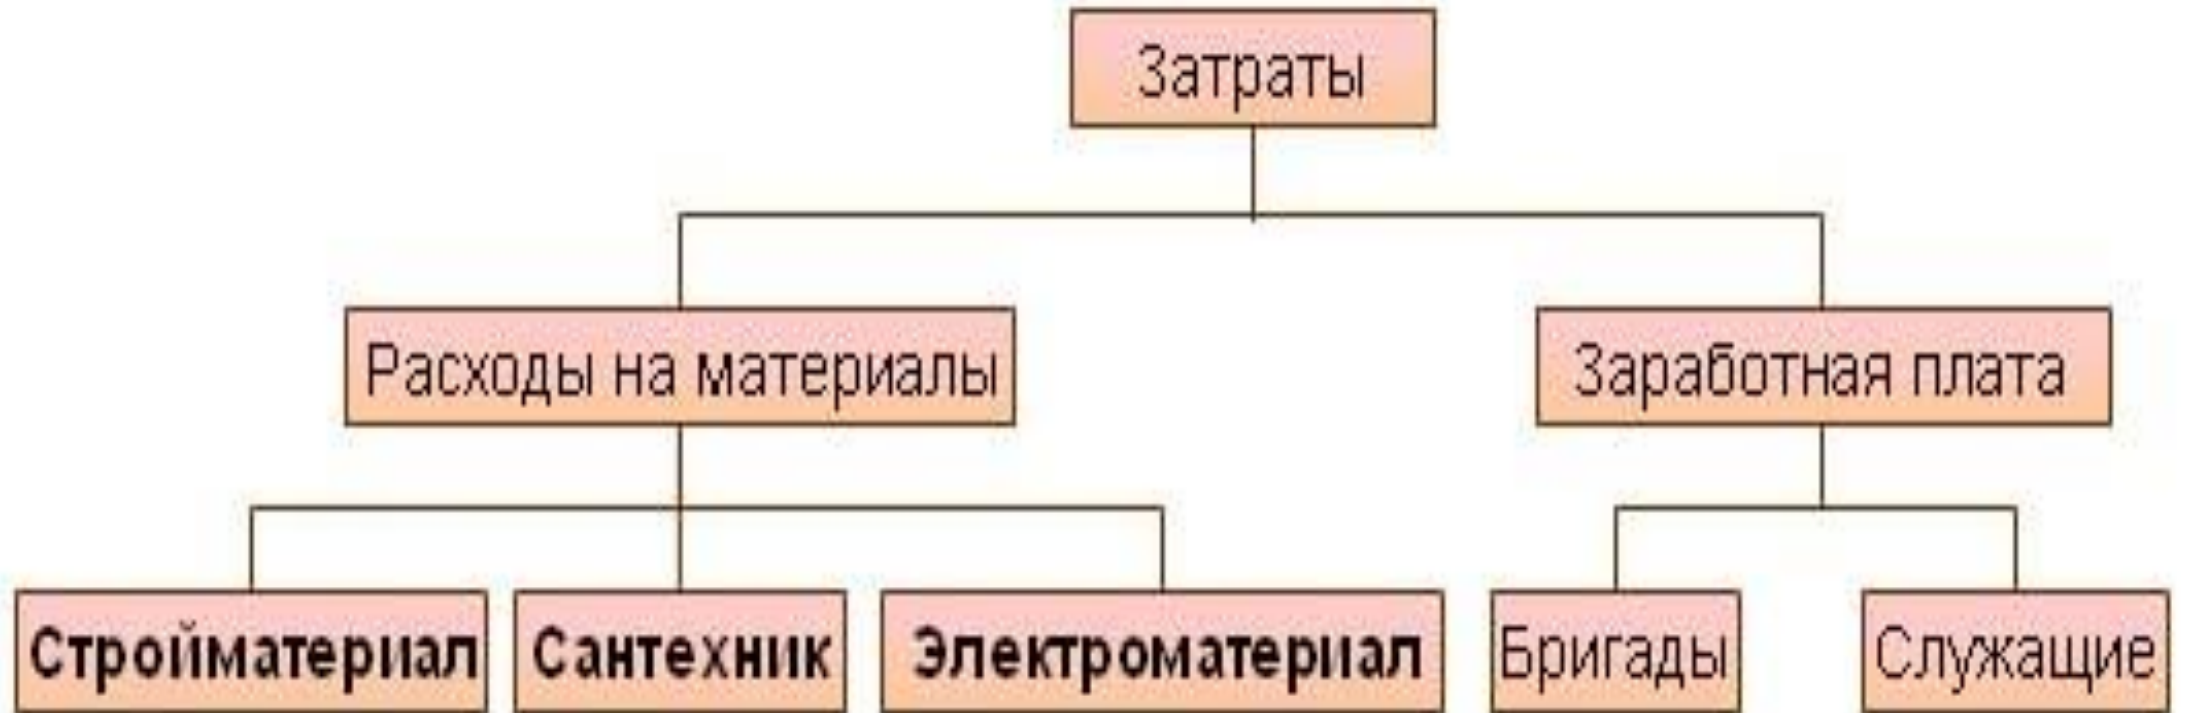 Затраты
Расходы на материалы
Заработная плата
Стройматериал
Сантехник
Электроматериал
Бригады
Служащие